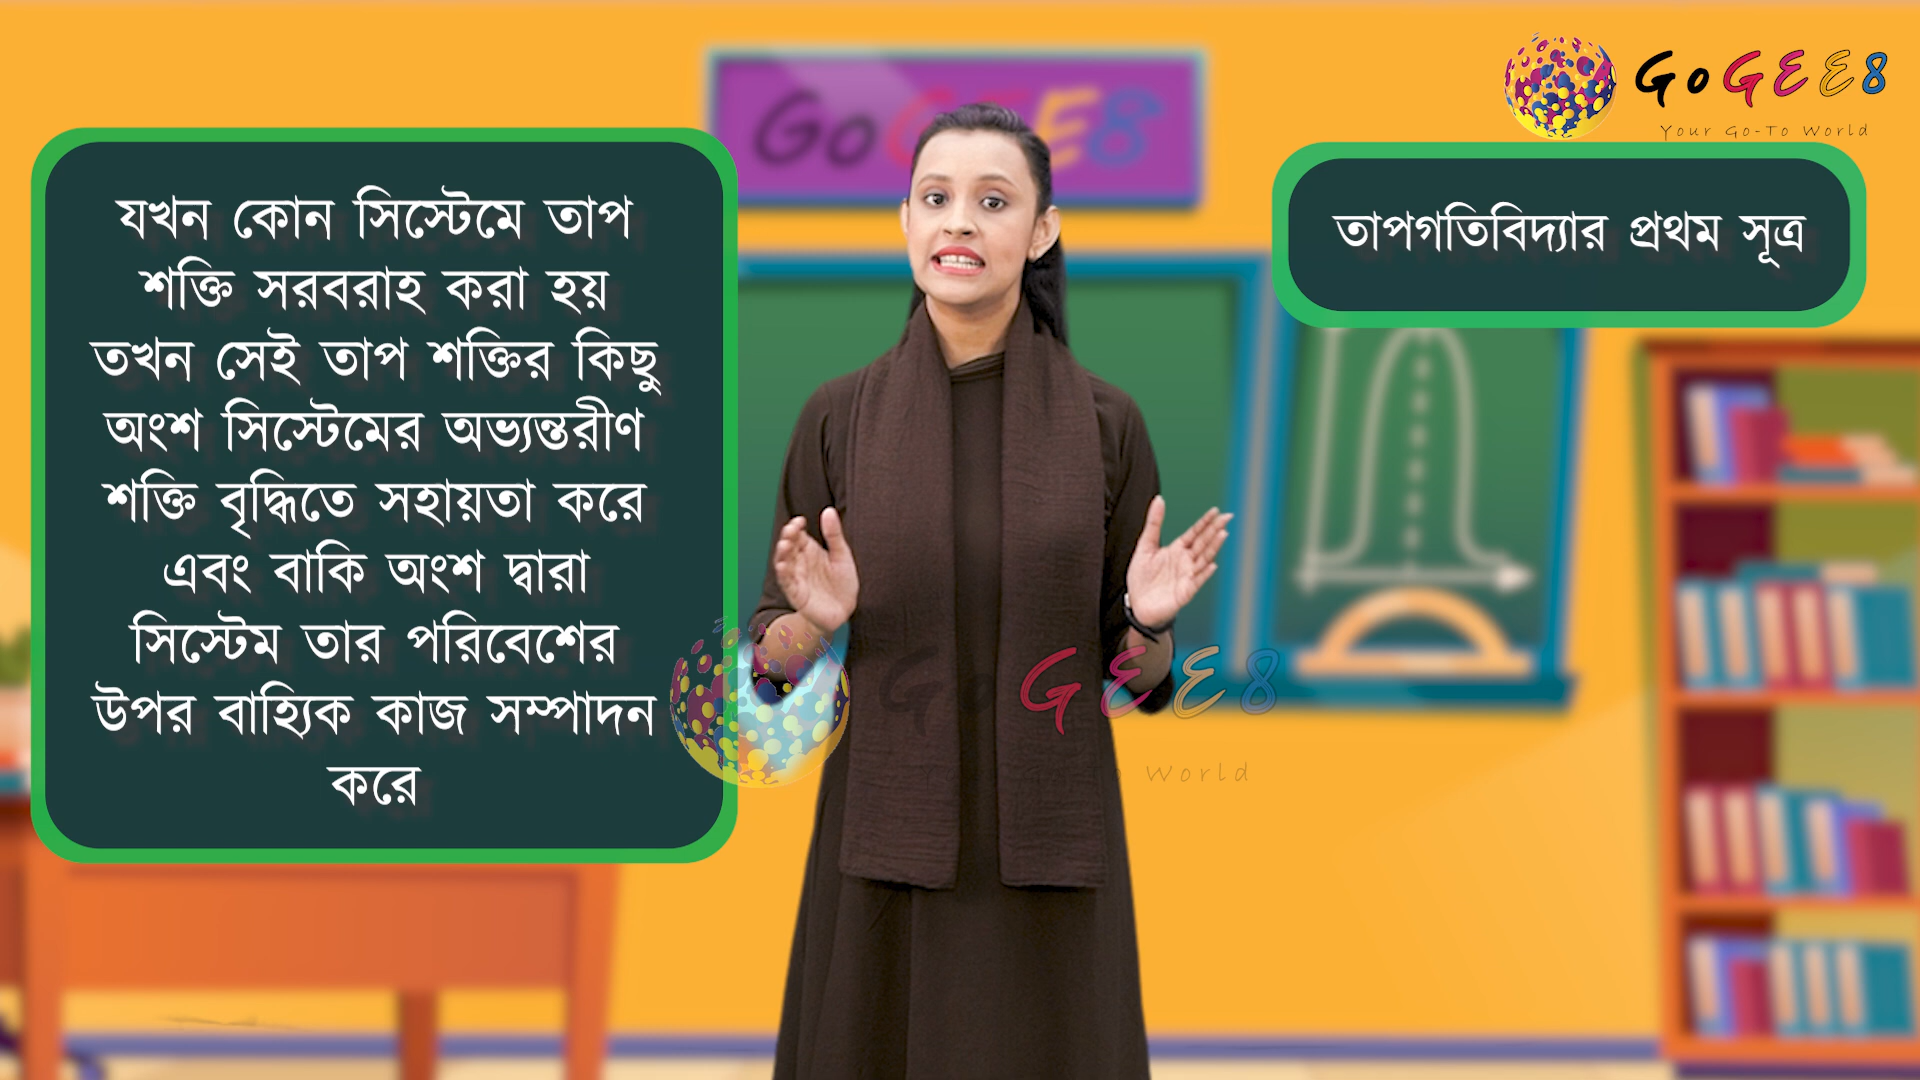 GoGEE8
Your Go-To World
যখন কোন সিস্টেমে তাপ
শক্তি সরবরাহ করা হয়
তখন সেই তাপ শক্তির কিছু
অংশ সিস্টেমের অভ্যন্তরীণ
শক্তি বৃদ্ধিতে সহায়তা করে
এবং বাকি অংশ দ্বারা
সিস্টেম তার পরিবেশের
উপর বাহ্যিক কাজ সম্পাদন
করে
তাপগতিবিদ্যার প্রথম সূত্র
GoGEE8
World